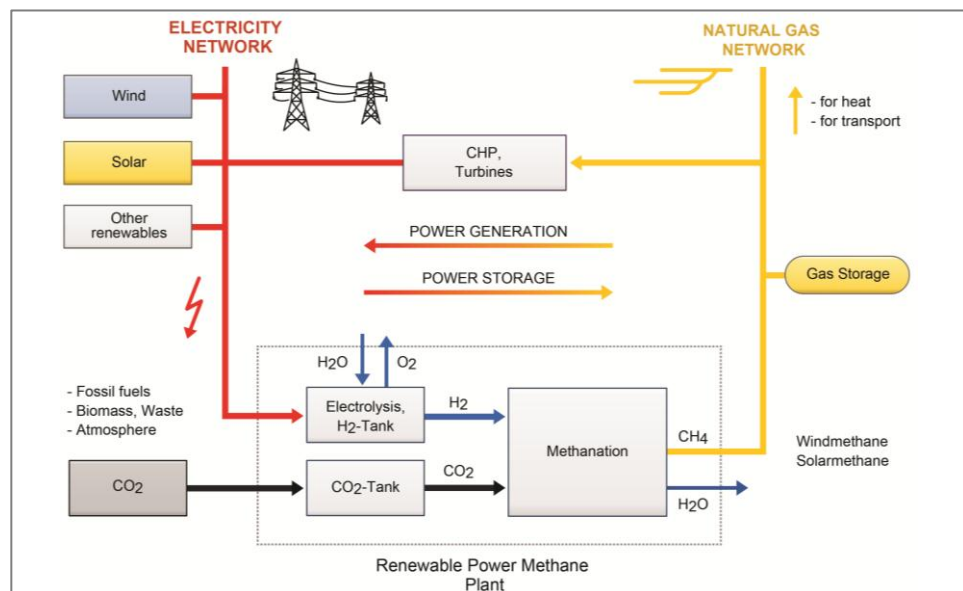 ELECTRICITY
NETWORK
NATURAL GAS
NETWORK
Wind
- for heat
- for transport
Solar
CHP,
Turbines
Other
renewables
POWER GENERATION
POWER STORAGE
Gas Storage
H2O
O2
- Fossil fuels
- Biomass, Waste
- Atmosphere
Electrolysis,
H2-Tank
H2
Methanation
CH4
Windmethane
Solarmethane
CO2
CO2-Tank
CO2
H2O
Renewable Power Methane
Plant